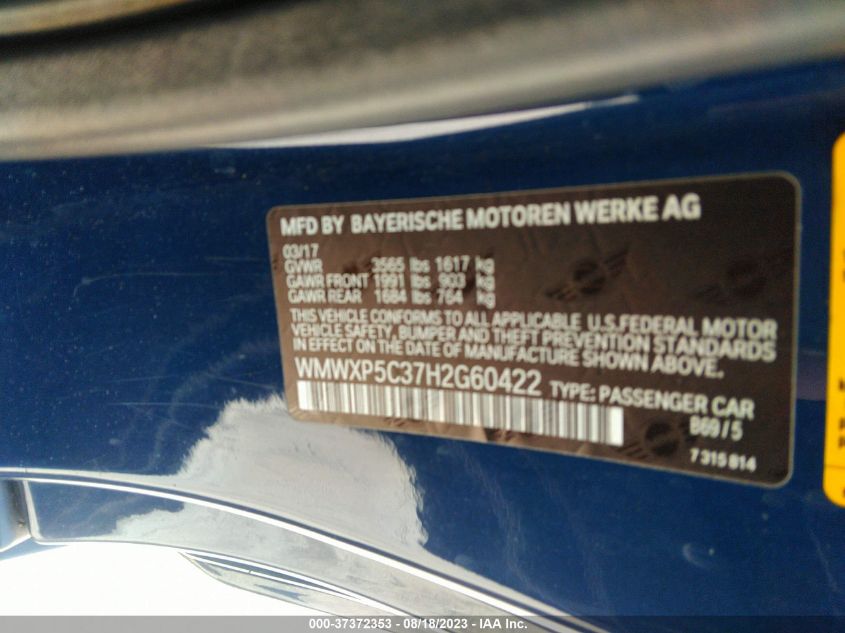 MFD BY BAYERISCHE MOTOREN WERKE AG
03/17
GVWR 3565 lbs 1617 kg
GAWR FRONT 1991 lbs 903 kg
GAWR REAR 1684 lbs 764 kg
THIS VEHICLE CONFORMS TO ALL APPLICABLE U.S.FEDERAL MOTOR
VEHICLE SAFETY, BUMPER AND THEFT PREVENTION STANDARDS
IN EFFECT ON THE DATE OF MANUFACTURE SHOWN ABOVE.
WMWXP5C37H2G60422 TYPE: PASSENGER CAR
B69/5
7 315 814
000-37372353 - 08/18/2023 - IAA Inc.